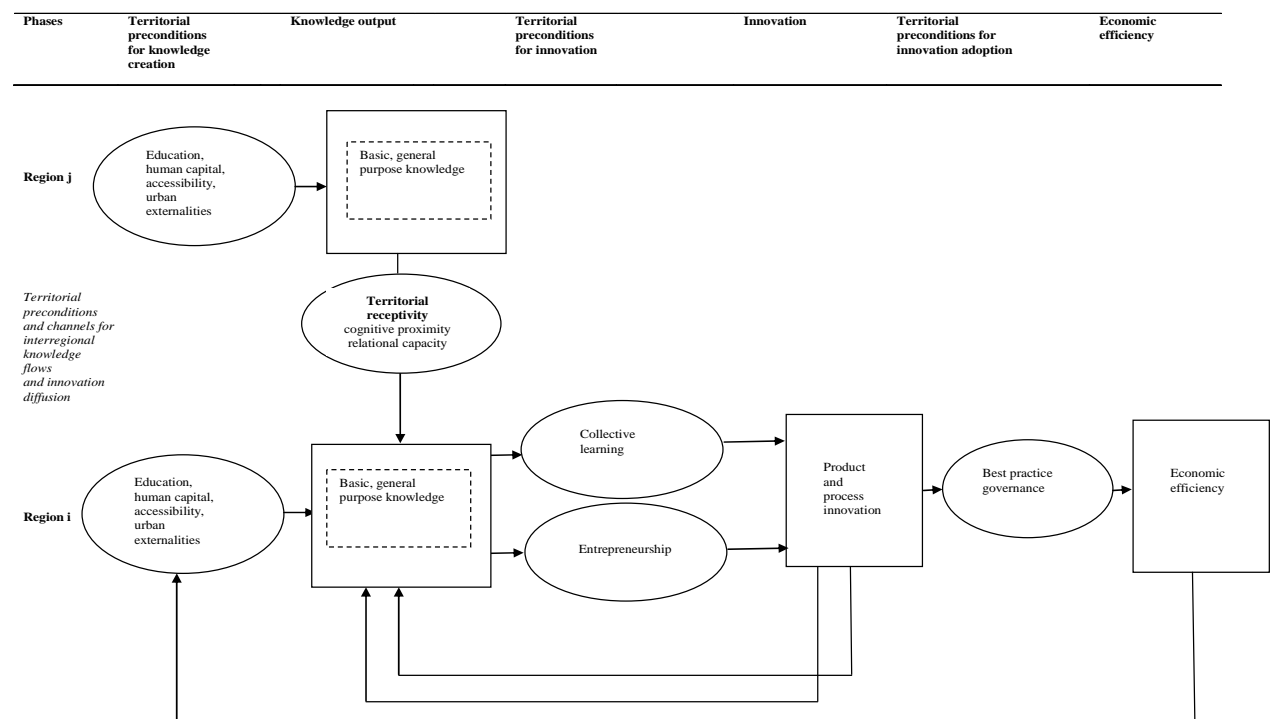 Phases
Territorial
preconditions
for knowledge
creation
Knowledge output
Territorial
preconditions
for innovation
Innovation
Territorial
preconditions for
innovation adoption
Economic
efficiency
Region j
Education,
human capital,
accessibility,
urban
externalities
Basic, general
purpose knowledge
Territorial
preconditions
and channels for
interregional
knowledge
flows
and innovation
diffusion
Territorial
receptivity
cognitive proximity
relational capacity
Region i
Education,
human capital,
accessibility,
urban
externalities
Basic, general
purpose knowledge
Collective
learning
Entrepreneurship
Product
and
process
innovation
Best practice
governance
Economic
efficiency